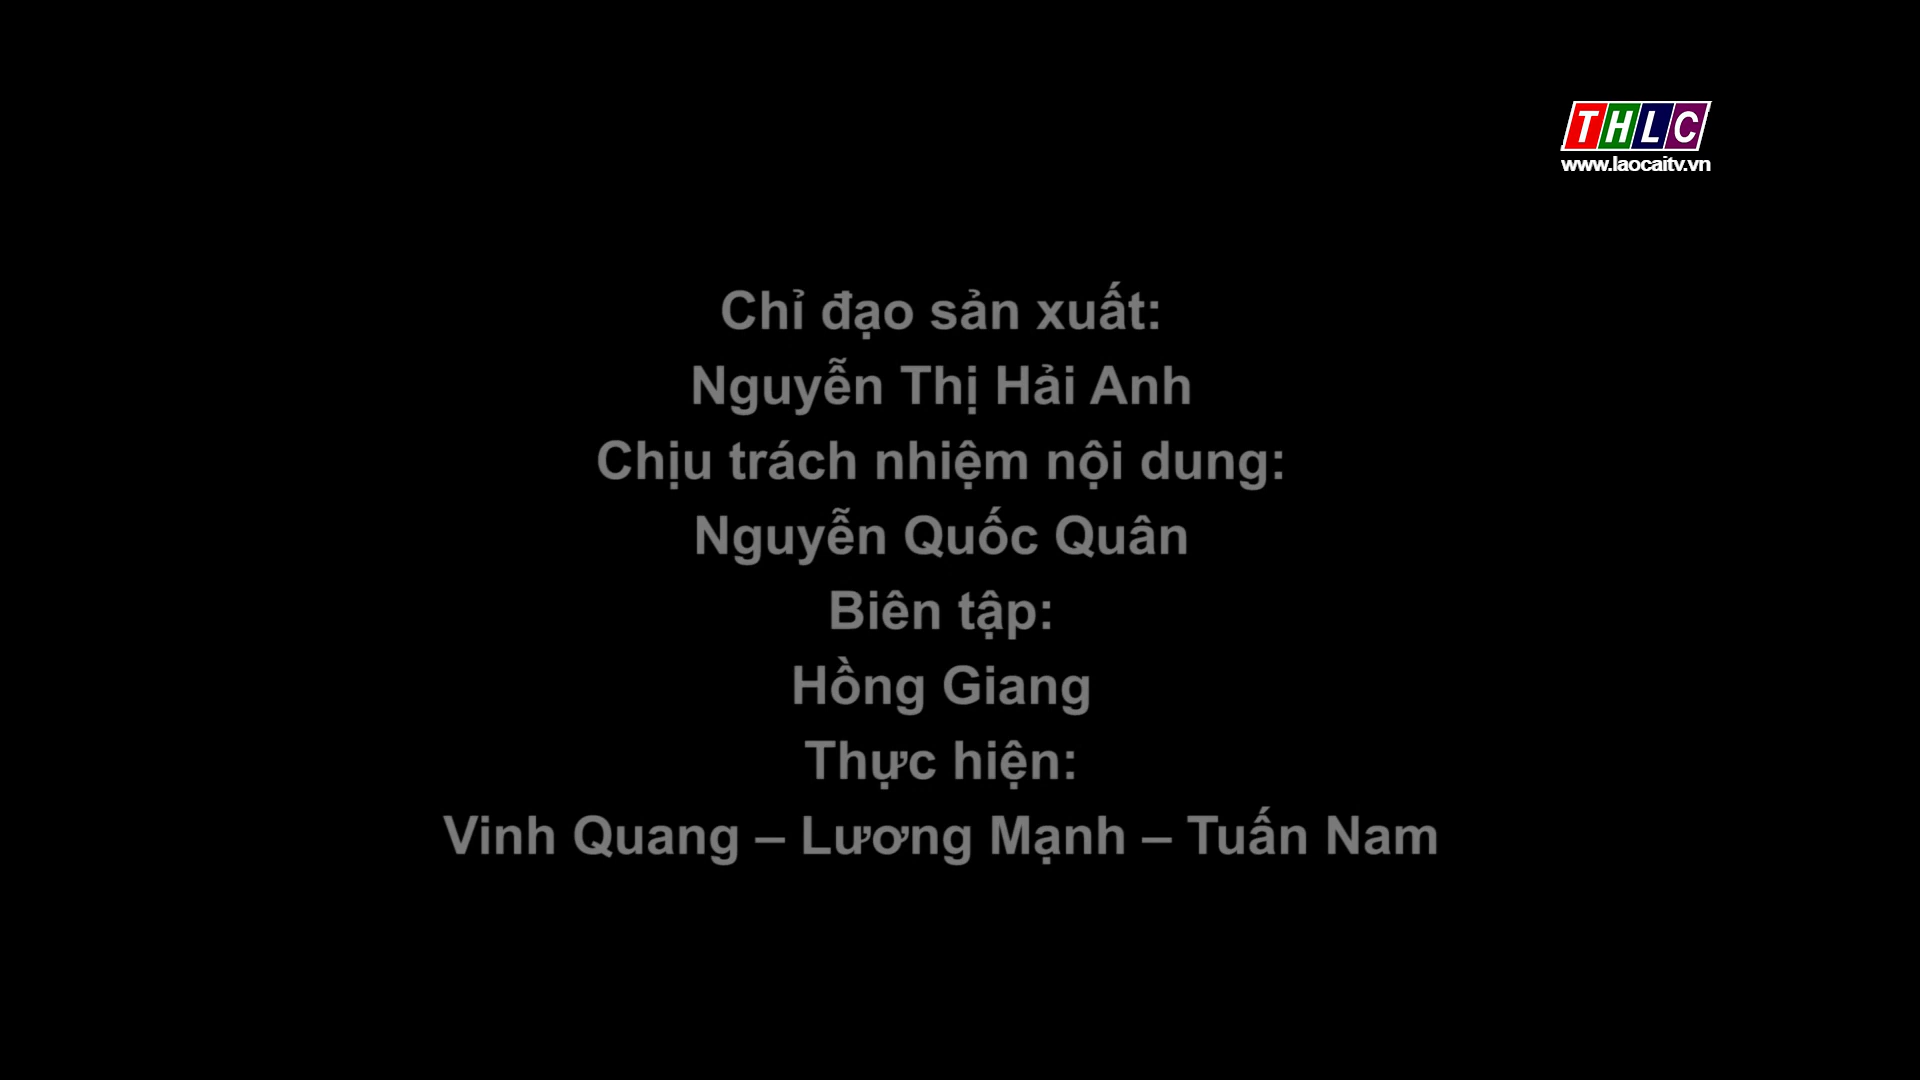 THLC
www.laocaitv.vn
Chỉ đạo sản xuất:
Nguyễn Thị Hải Anh
Chịu trách nhiệm nội dung:
Nguyễn Quốc Quân
Biên tập:
Hồng Giang
Thực hiện:
Vinh Quang – Lương Mạnh – Tuấn Nam